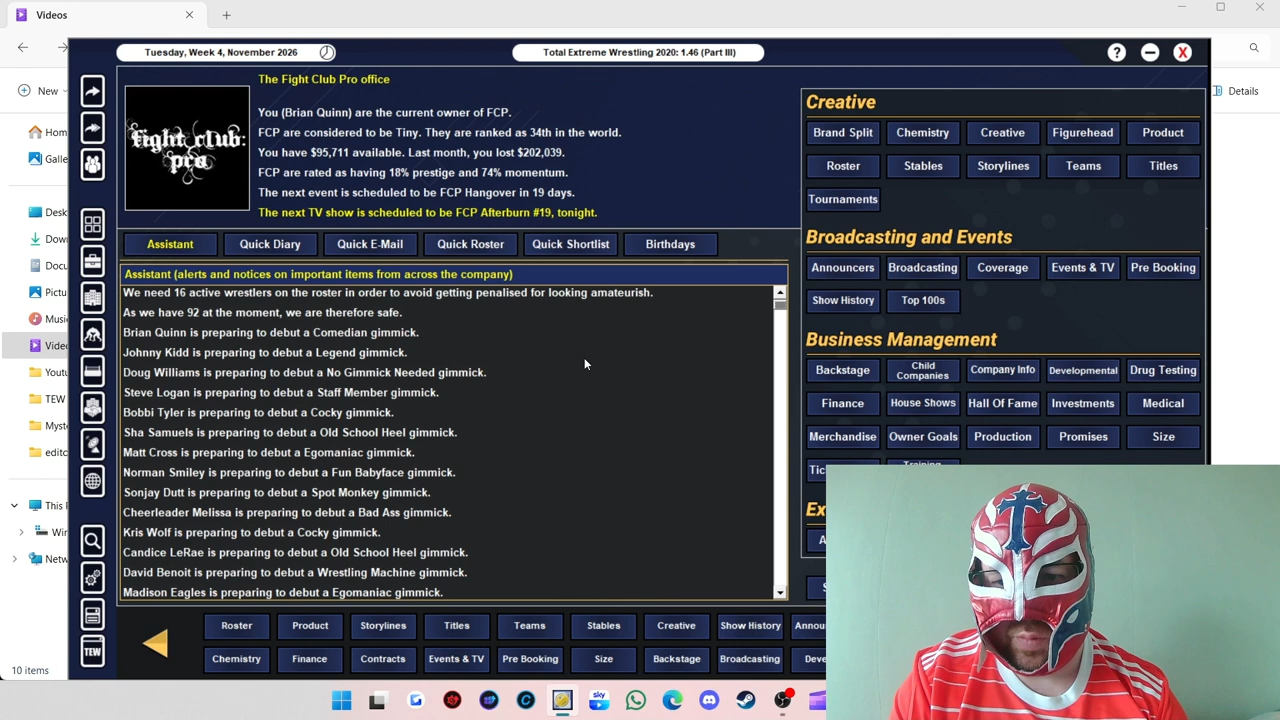 Videos
New
Details
Home
Music
TEW
10 items
Tuesday, Week 4, November 2026
Total Extreme Wrestling 2020: 1.46 (Part III)
?
X
fight club:
pro
The Fight Club Pro office
You (Brian Quinn) are the current owner of FCP.
FCP are considered to be Tiny. They are ranked as 34th in the world.
You have $95,711 available. Last month, you lost $202,039.
FCP are rated as having 18% prestige and 74% momentum.
The next event is scheduled to be FCP Hangover in 19 days.
The next TV show is scheduled to be FCP Afterburn #19, tonight.
Assistant Quick Diary Quick E-Mail Quick Roster Quick Shortlist Birthdays
Assistant (alerts and notices on important items from across the company)
We need 16 active wrestlers on the roster in order to avoid getting penalised for looking amateurish.
As we have 92 at the moment, we are therefore safe.
Brian Quinn is preparing to debut a Comedian gimmick.
Johnny Kidd is preparing to debut a Legend gimmick.
Doug Williams is preparing to debut a No Gimmick Needed gimmick.
Steve Logan is preparing to debut a Staff Member gimmick.
Bobbi Tyler is preparing to debut a Cocky gimmick.
Sha Samuels is preparing to debut a Old School Heel gimmick.
Matt Cross is preparing to debut a Egomaniac gimmick.
Norman Smiley is preparing to debut a Fun Babyface gimmick.
Sonjay Dutt is preparing to debut a Spot Monkey gimmick.
Cheerleader Melissa is preparing to debut a Bad Ass gimmick.
Kris Wolf is preparing to debut a Cocky gimmick.
Candice LeRae is preparing to debut a Old School Heel gimmick.
David Benoit is preparing to debut a Wrestling Machine gimmick.
Madison Eagles is preparing to debut a Egomaniac gimmick.
Creative
Brand Split Chemistry Creative Figurehead Product
Roster Stables Storylines Teams Titles
Tournaments
Broadcasting and Events
Announcers Broadcasting Coverage Events & TV Pre Booking
Show History Top 100s
Business Management
Backstage Child Companies Company Info Developmental Drug Testing
Finance House Shows Hall Of Fame Investments Medical
Merchandise Owner Goals Production Promises Size
Roster Product Storylines Titles Teams Stables Creative Show History
Chemistry Finance Contracts Events & TV Pre Booking Size Backstage Broadcasting
TEW
sky